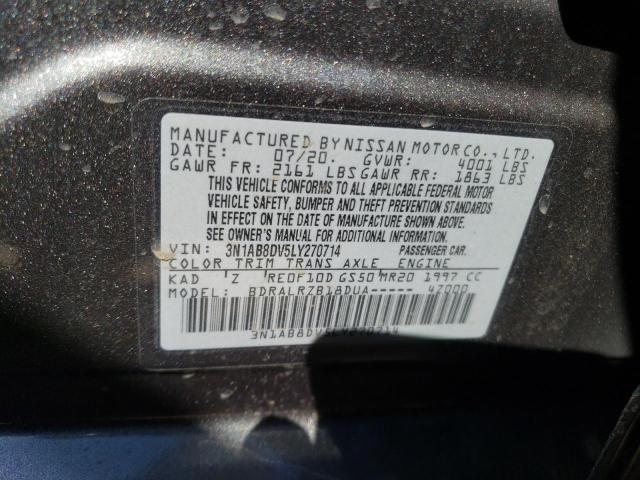 MANUFACTURED BY NISSAN MOTOR CO., LTD.
DATE: 07/20. GVWR: 4001 LBS
GAWR FR: 2161 LBS GAWR RR: 1863 LBS
THIS VEHICLE CONFORMS TO ALL APPLICABLE FEDERAL MOTOR
VEHICLE SAFETY, BUMPER AND THEFT PREVENTION STANDARDS
IN EFFECT ON THE DATE OF MANUFACTURE SHOWN ABOVE.
SEE OWNER'S MANUAL FOR ADDITIONAL INFORMATION.
VIN: 3N1AB8DV5LY270714 PASSENGER CAR.
COLOR TRIM TRANS AXLE ENGINE
KAD 'Z RE0F10D GS50 MR20 1997 CC
MODEL: BDRALRZB18DUA----- 4Z000
3N1AB8DV5LY270714